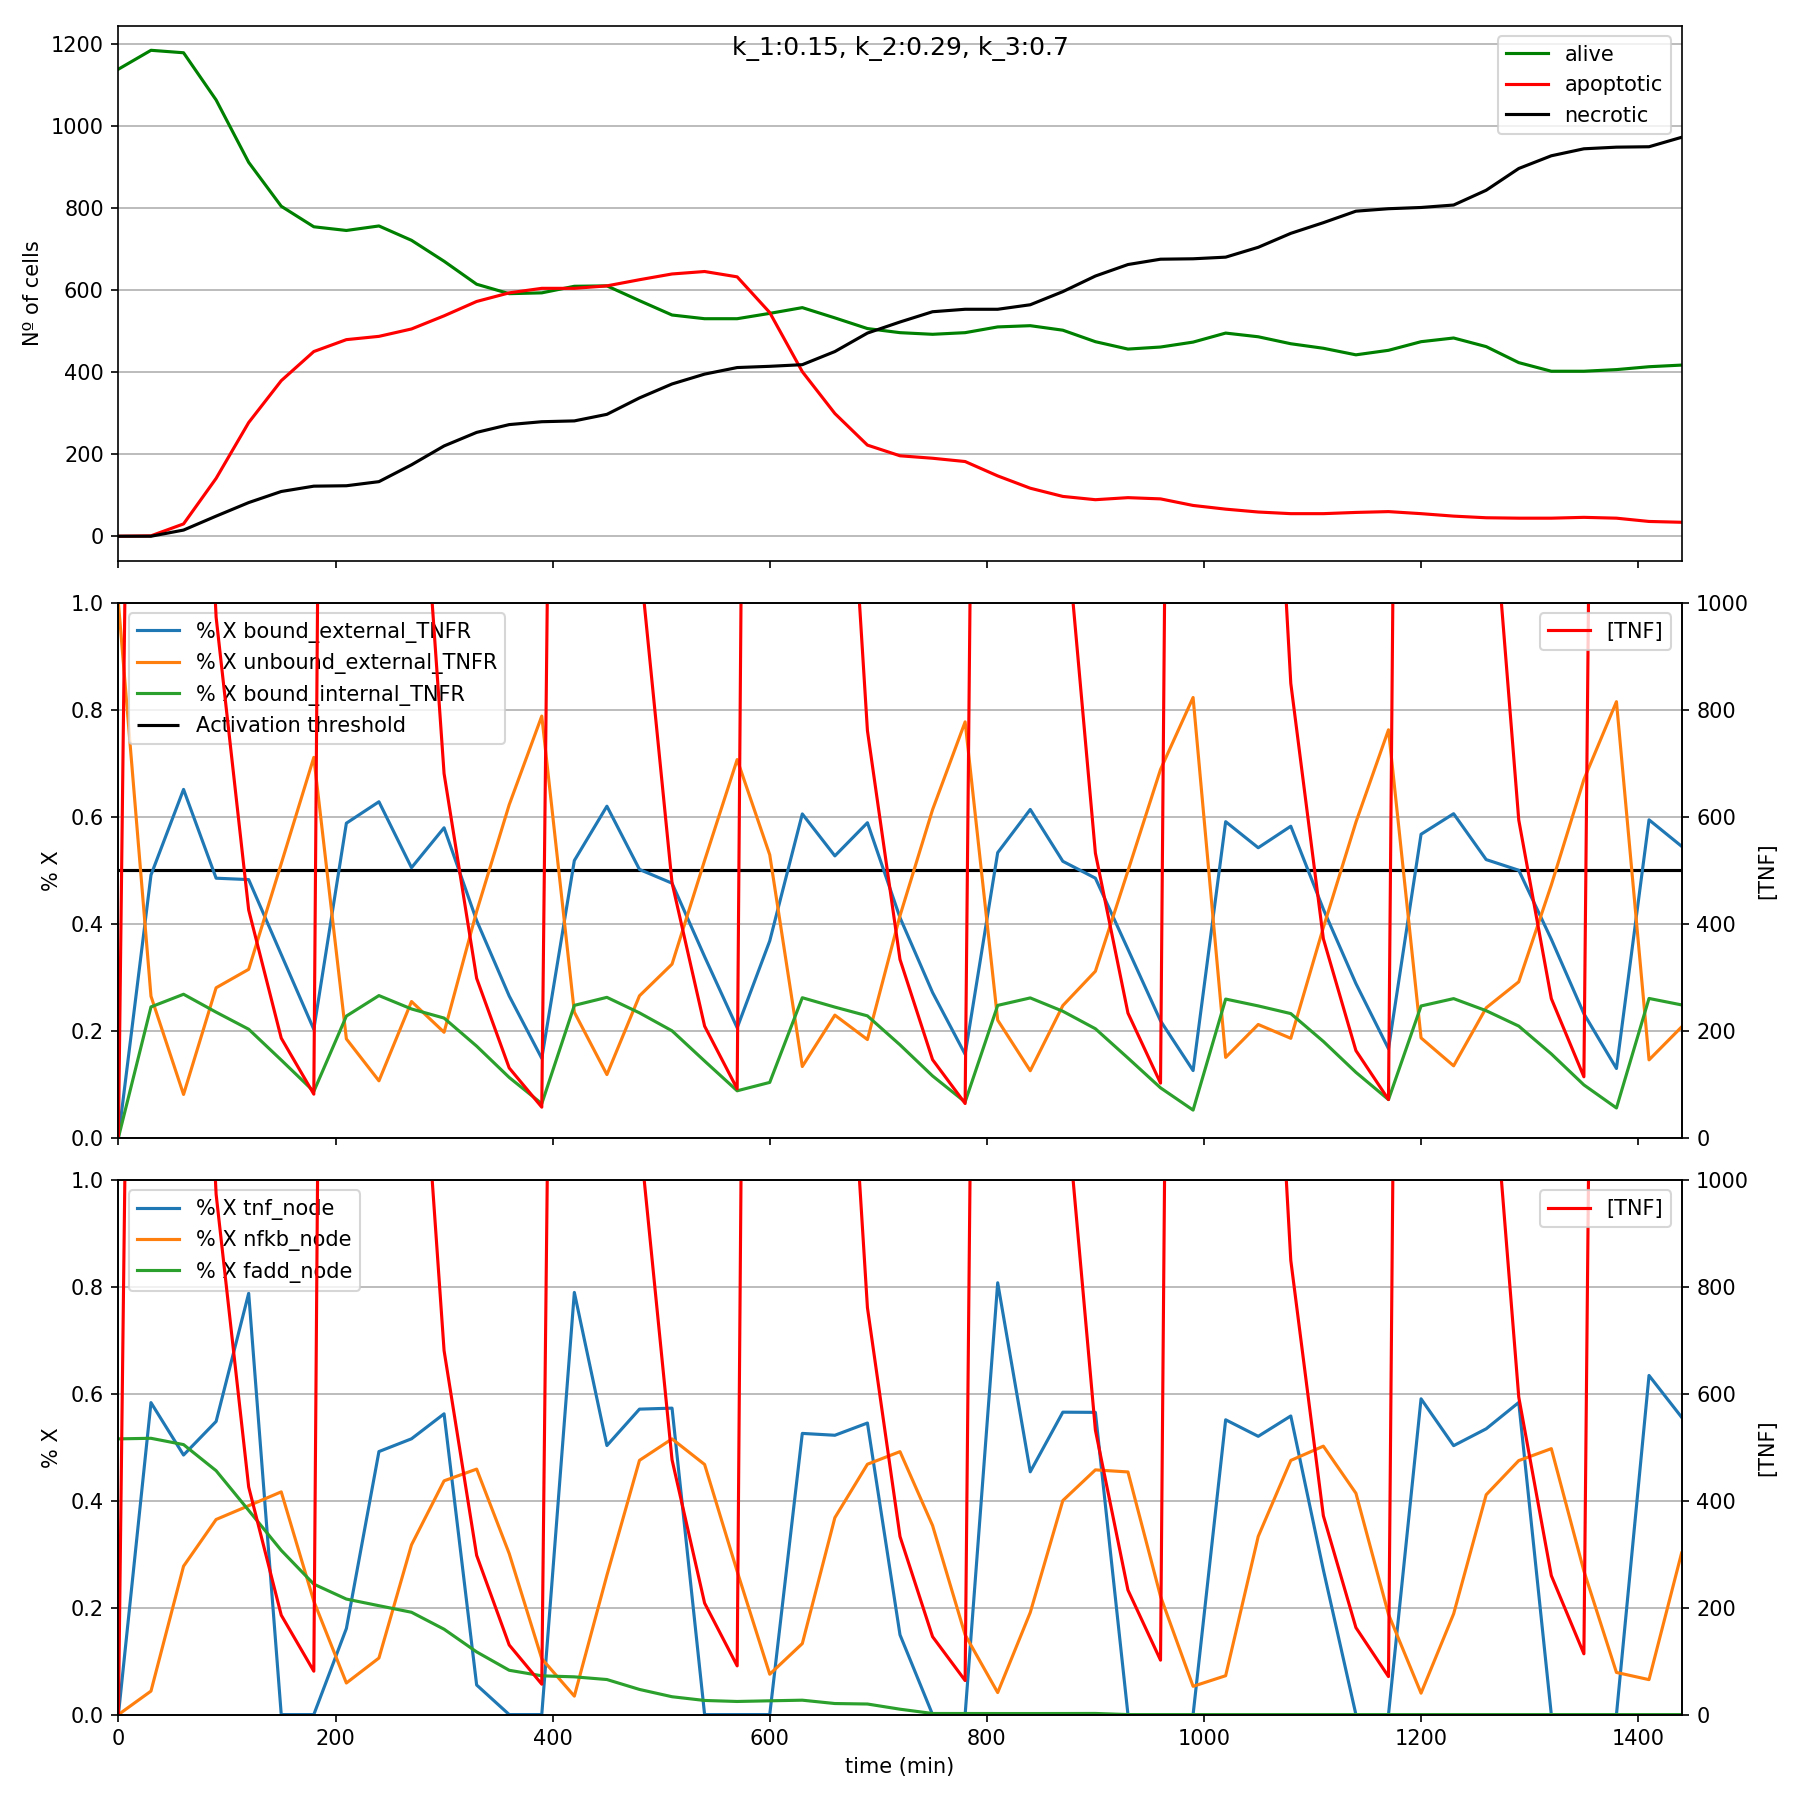 k_1:0.15, k_2:0.29, k_3:0.7
1200
1000
800
600
400
200
0
Nº of cells
alive
apoptotic
necrotic
1.0
0.8
0.6
0.4
0.2
0.0
% X
% X bound_external_TNFR
% X unbound_external_TNFR
% X bound_internal_TNFR
Activation threshold
[TNF]
1000
800
600
400
200
0
[TNF]
1.0
0.8
0.6
0.4
0.2
0.0
% X
% X tnf_node
% X nfkb_node
% X fadd_node
[TNF]
1000
800
600
400
200
0
[TNF]
0 200 400 600 800 1000 1200 1400
time (min)